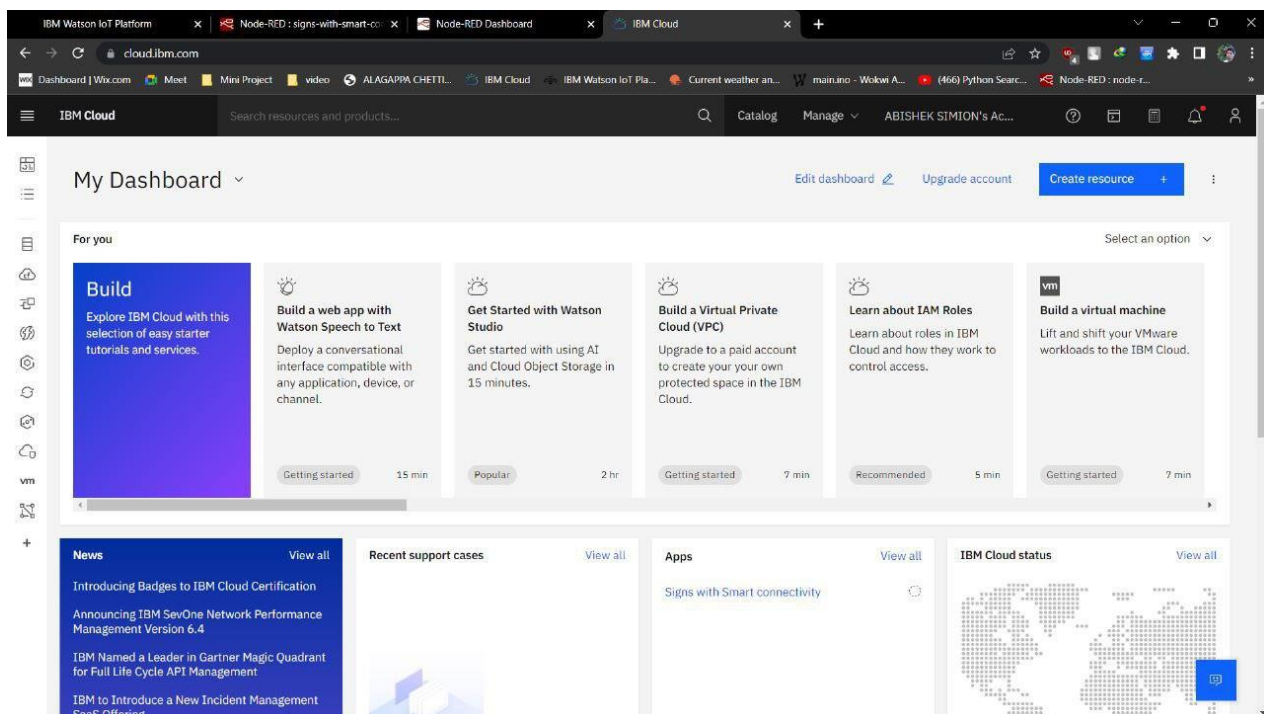 IBM Watson IoT Platform
Node-RED : signs-with-smart-co
Node-RED Dashboard
IBM Cloud
cloud.ibm.com
Dashboard | Wix.com
Meet
Mini Project
video
ALAGAPPA CHETTI...
IBM Cloud
IBM Watson IoT Pla...
Current weather an...
main.ino - Wokwi A...
(466) Python Searc...
Node-RED : node-r...
IBM Cloud
Search resources and products...
Catalog
Manage
ABISHEK SIMION's Ac...
My Dashboard
Edit dashboard
Upgrade account
Create resource +
For you
Select an option
Build
Explore IBM Cloud with this
selection of easy starter
tutorials and services.
Build a web app with
Watson Speech to Text
Deploy a conversational
interface compatible with
any application, device, or
channel.
Getting started
15 min
Get Started with Watson
Studio
Get started with using AI
and Cloud Object Storage in
15 minutes.
Popular
2 hr
Build a Virtual Private
Cloud (VPC)
Upgrade to a paid account
to create your your own
protected space in the IBM
Cloud.
Getting started
7 min
Learn about IAM Roles
Learn about roles in IBM
Cloud and how they work to
control access.
Recommended
5 min
vm
Build a virtual machine
Lift and shift your VMware
workloads to the IBM Cloud.
Getting started
7 min
vm
News
View all
Introducing Badges to IBM Cloud Certification
Announcing IBM SevOne Network Performance
Management Version 6.4
IBM Named a Leader in Gartner Magic Quadrant
for Full Life Cycle API Management
IBM to Introduce a New Incident Management
SaaS Offering
Recent support cases
View all
Apps
View all
Signs with Smart connectivity
IBM Cloud status
View all